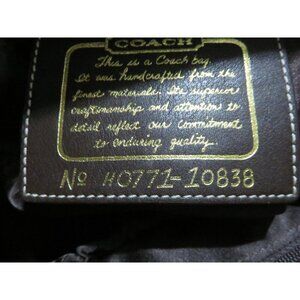 COACH
This is a Coach bag.
It was handcrafted from the
finest materials. Its superior
craftsmanship and attention to
detail reflect our commitment
to enduring quality.
Nº H0771-10838